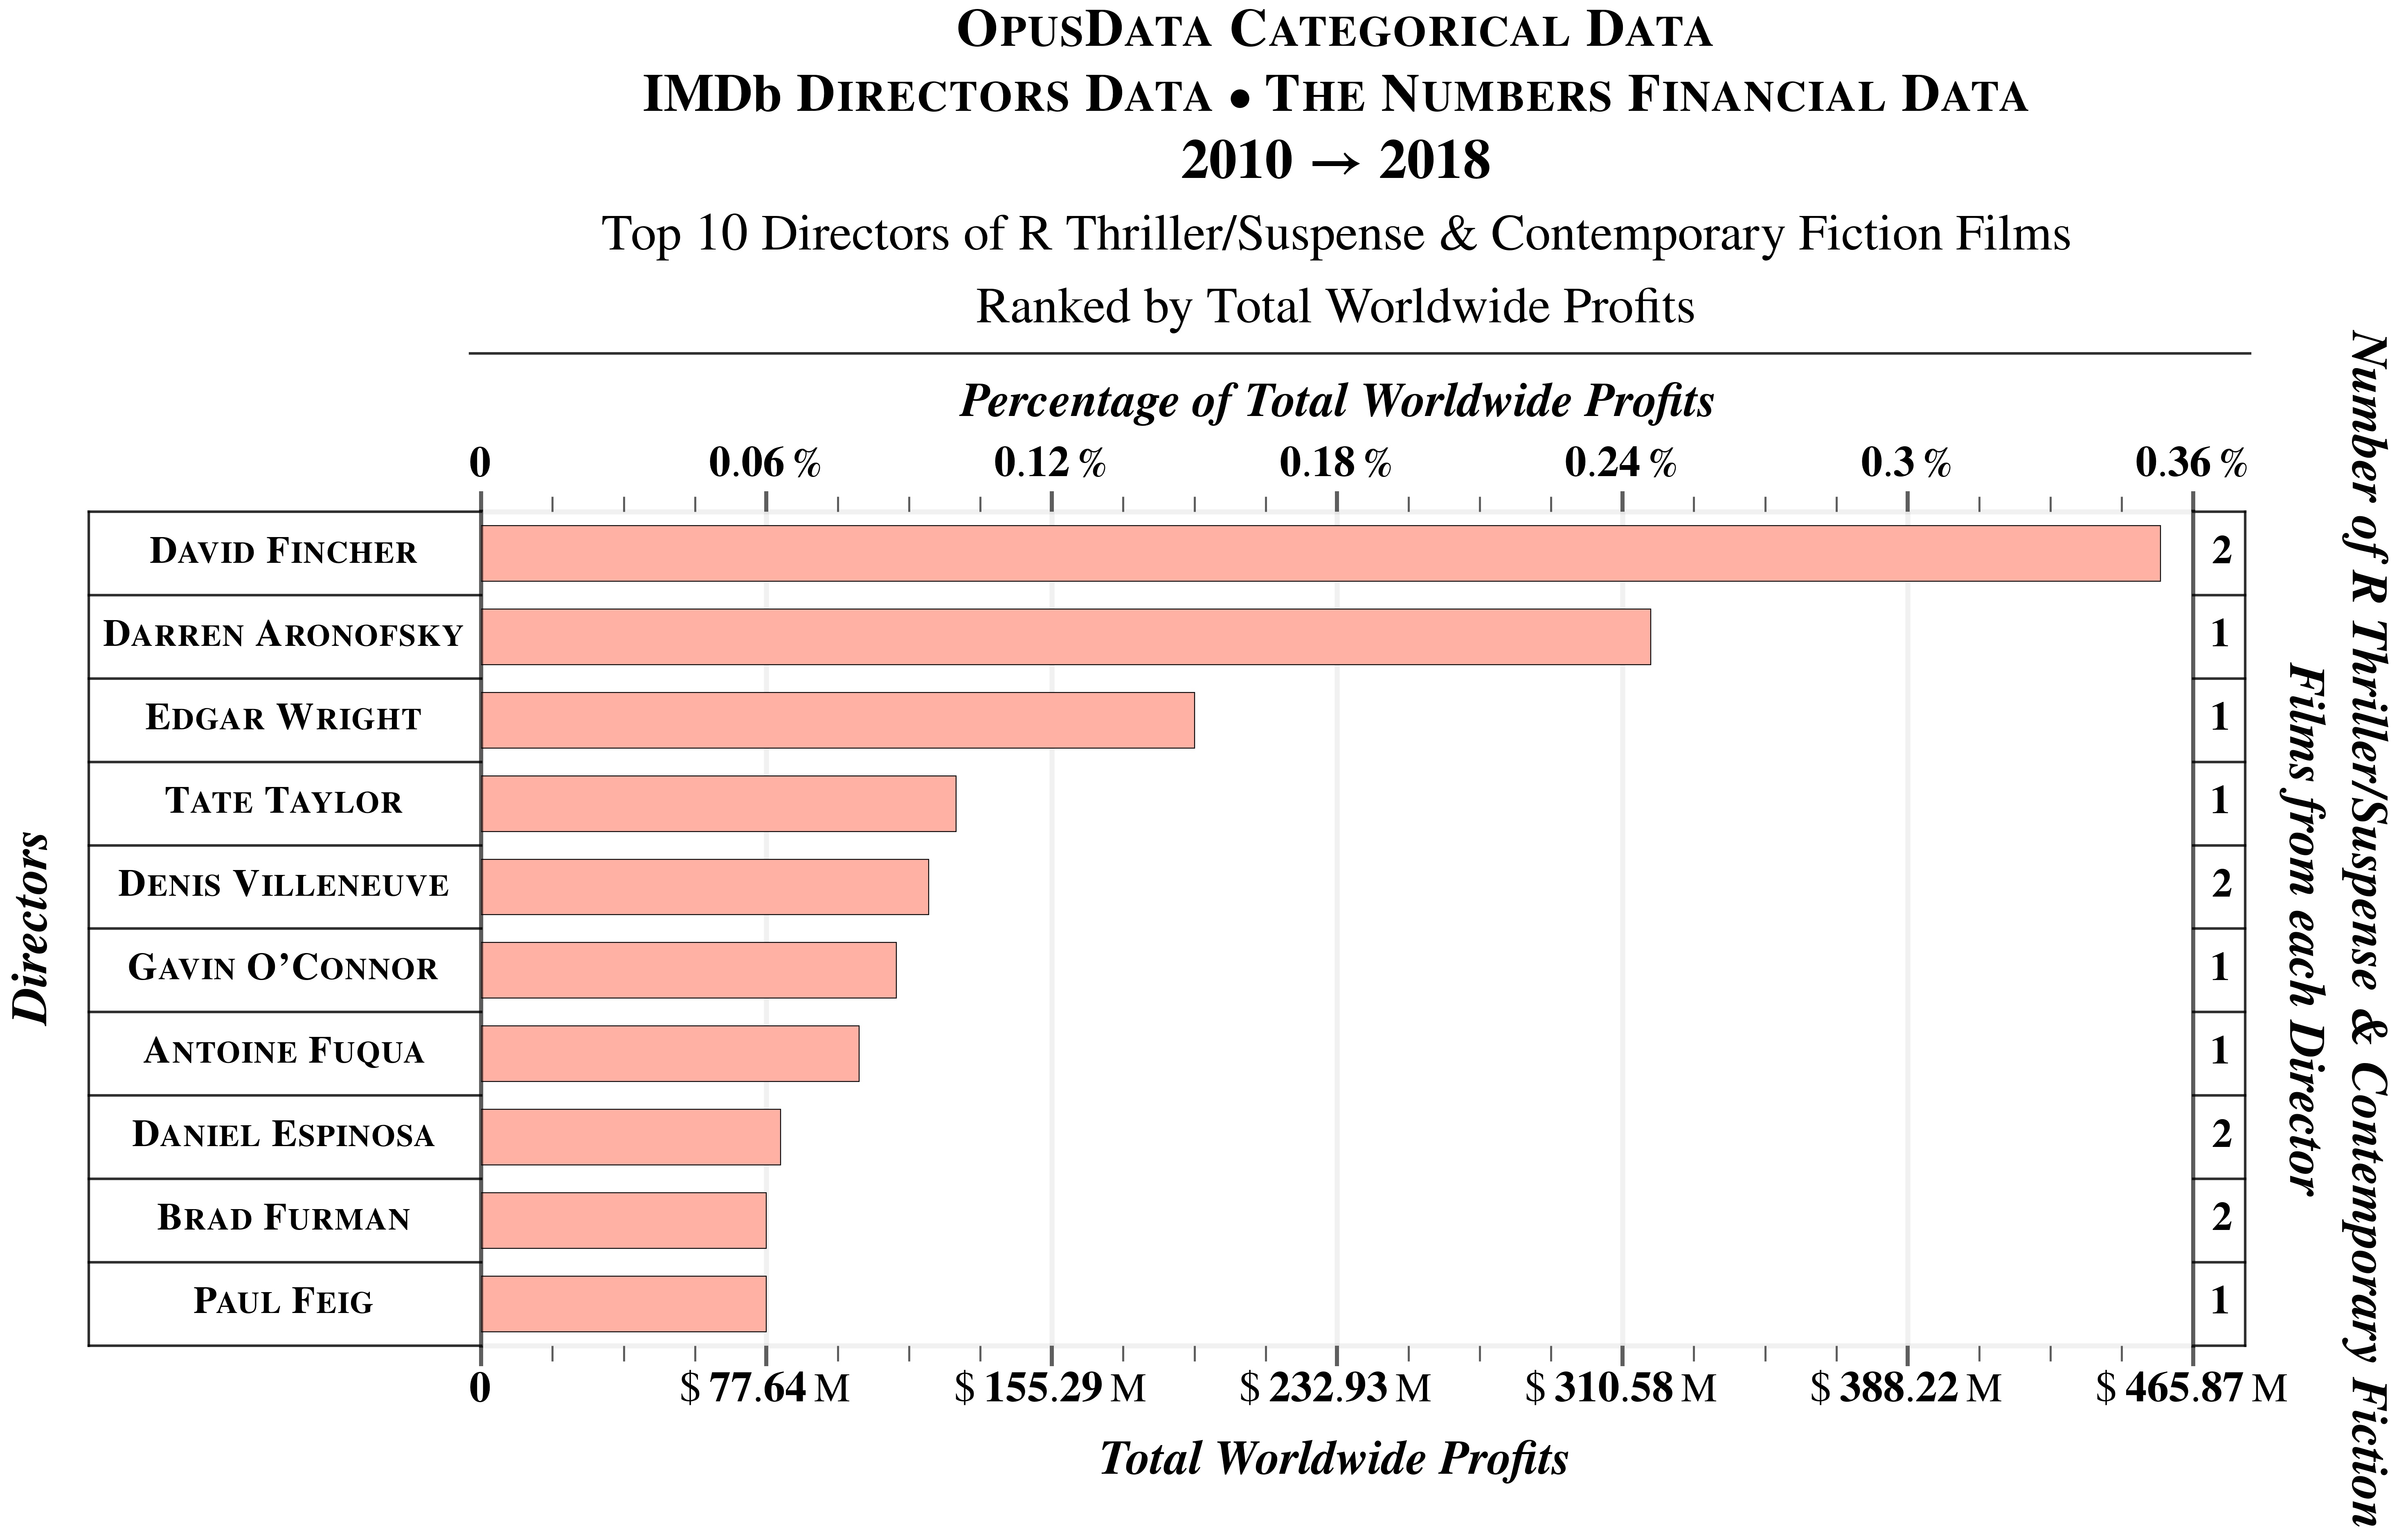 OpusData Categorical Data
IMDb Directors Data • The Numbers Financial Data
2010 → 2018
Top 10 Directors of R Thriller/Suspense & Contemporary Fiction Films
Ranked by Total Worldwide Profits
Percentage of Total Worldwide Profits
0 0.06 % 0.12 % 0.18 % 0.24 % 0.3 % 0.36 %
Directors
David Fincher 2
Darren Aronofsky 1
Edgar Wright 1
Tate Taylor 1
Denis Villeneuve 2
Gavin O’Connor 1
Antoine Fuqua 1
Daniel Espinosa 2
Brad Furman 2
Paul Feig 1
0 $ 77.64 M $ 155.29 M $ 232.93 M $ 310.58 M $ 388.22 M $ 465.87 M
Total Worldwide Profits
Number of R Thriller/Suspense & Contemporary Fiction
Films from each Director